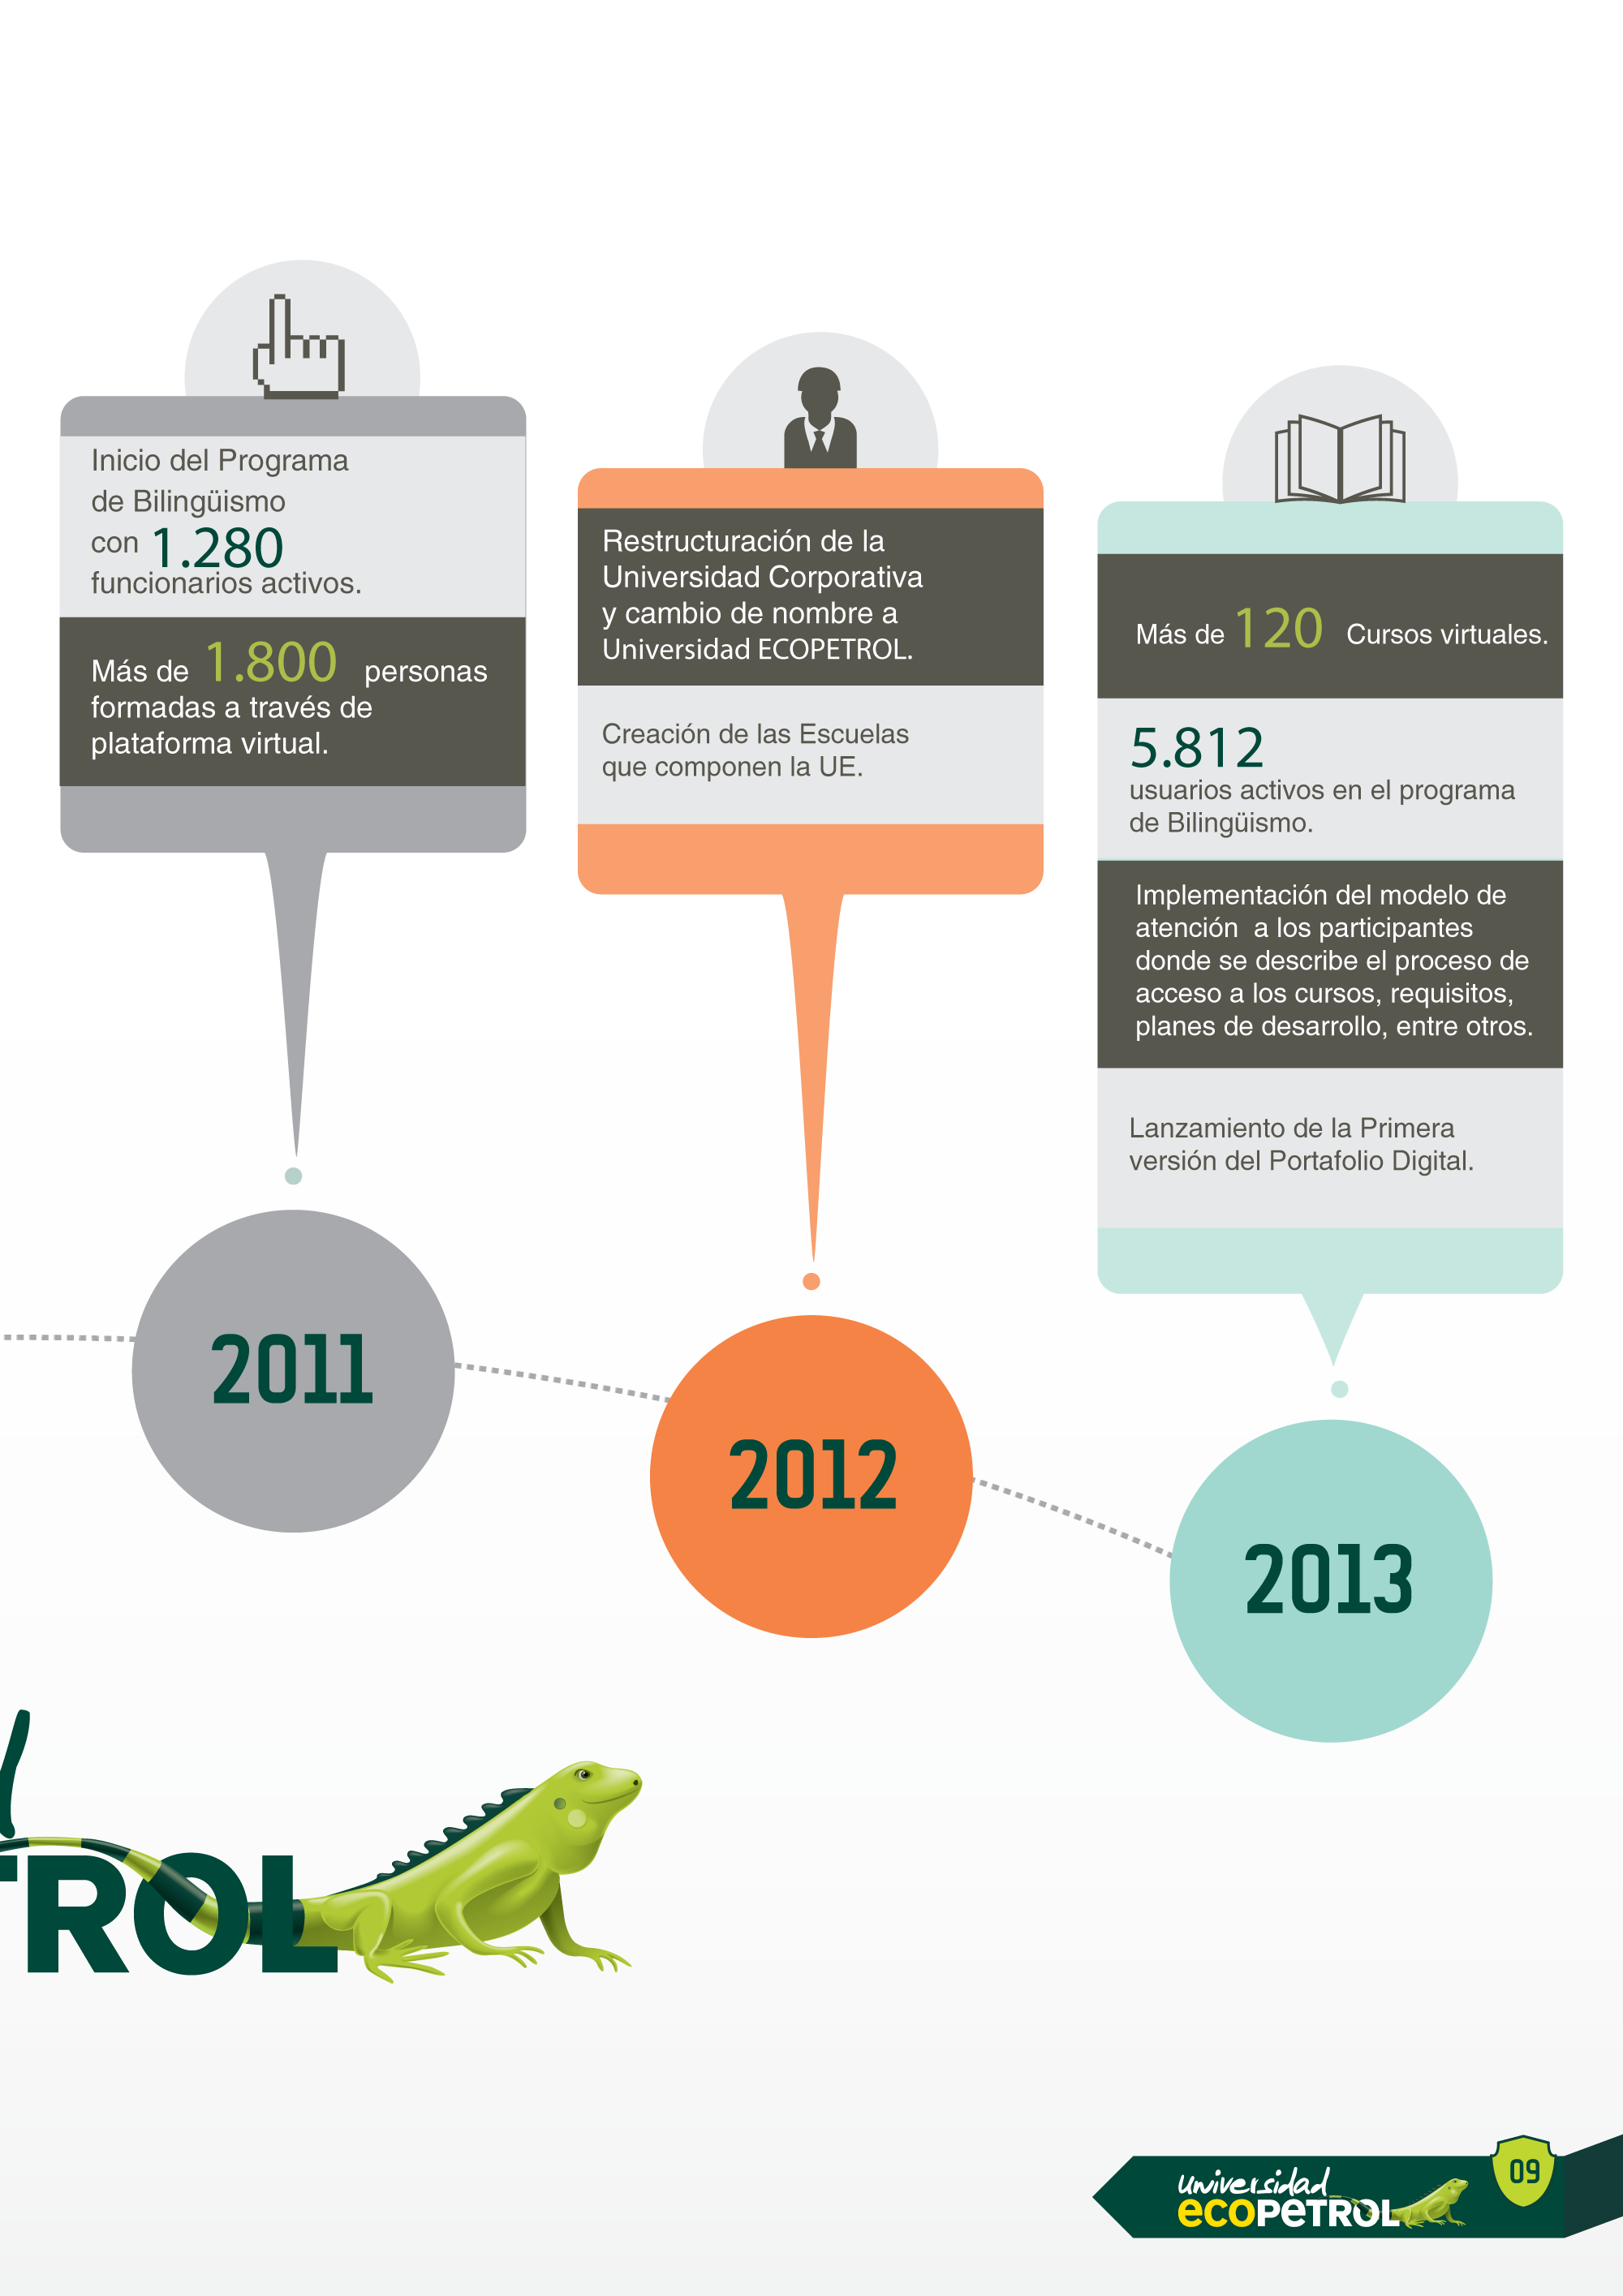 Inicio del Programa
de Bilingüismo
con 1.280
funcionarios activos.
Más de 1.800 personas
formadas a través de
plataforma virtual.
2011
Restructuración de la
Universidad Corporativa
y cambio de nombre a
Universidad ECOPETROL.
Creación de las Escuelas
que componen la UE.
2012
Más de 120 Cursos virtuales.
5.812
usuarios activos en el programa
de Bilingüismo.
Implementación del modelo de
atención a los participantes
donde se describe el proceso de
acceso a los cursos, requisitos,
planes de desarrollo, entre otros.
Lanzamiento de la Primera
versión del Portafolio Digital.
2013
TROL
universidad
ecoPeTROL
09